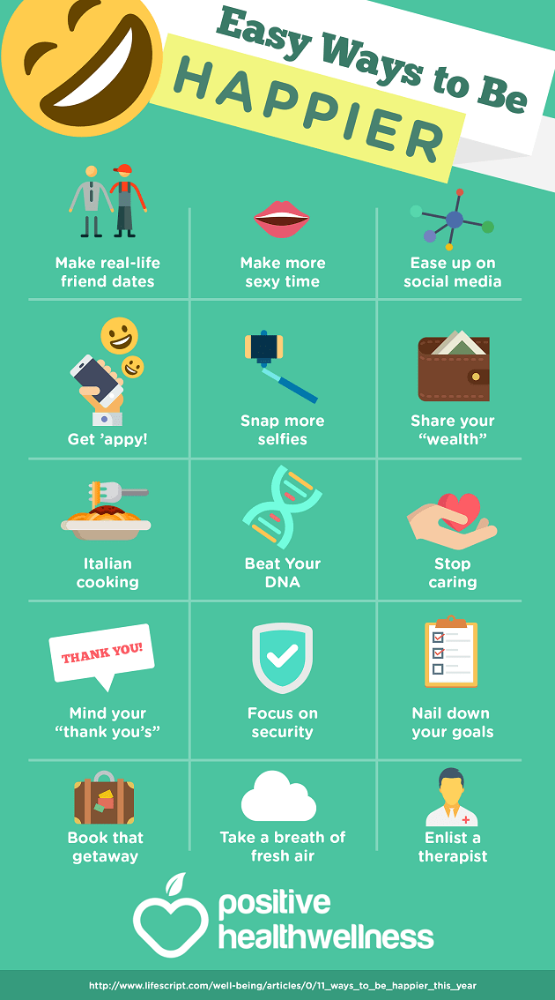 Easy Ways to Be
HAPPIER
Make real-life
friend dates
Make more
sexy time
Ease up on
social media
Get ’appy!
Snap more
selfies
Share your
“wealth”
Italian
cooking
Beat Your
DNA
Stop
caring
THANK YOU!
Mind your
“thank you’s”
Focus on
security
Nail down
your goals
Book that
getaway
Take a breath of
fresh air
Enlist a
therapist
positive
healthwellness
http://www.lifescript.com/well-being/articles/0/11_ways_to_be_happier_this_year